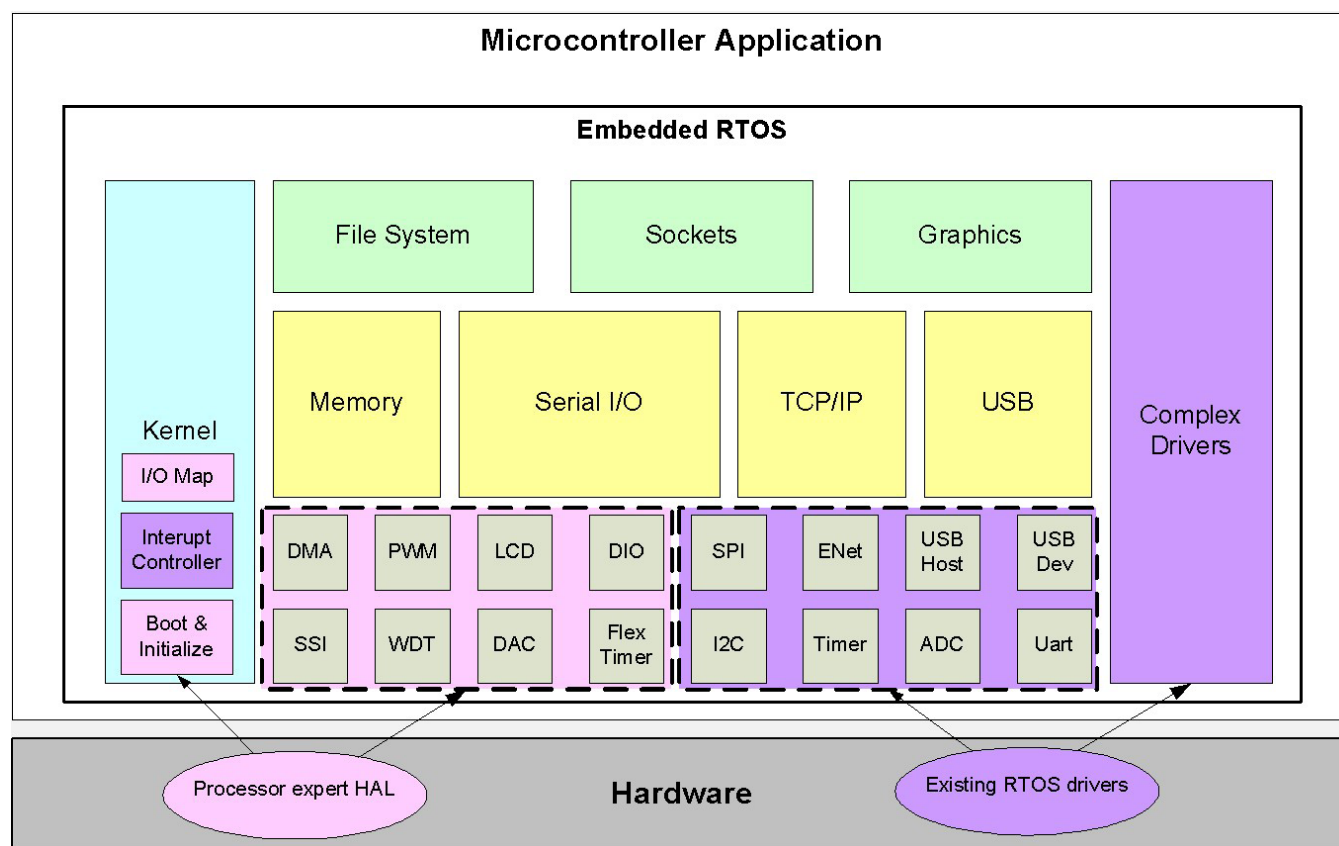 Microcontroller Application
Embedded RTOS
File System
Sockets
Graphics
Memory
Serial I/O
TCP/IP
USB
Kernel
I/O Map
Interupt
Controller
Boot &
Initialize
Complex
Drivers
DMA
PWM
LCD
DIO
SSI
WDT
DAC
Flex
Timer
SPI
ENet
USB
Host
USB
Dev
I2C
Timer
ADC
Uart
Processor expert HAL
Hardware
Existing RTOS drivers